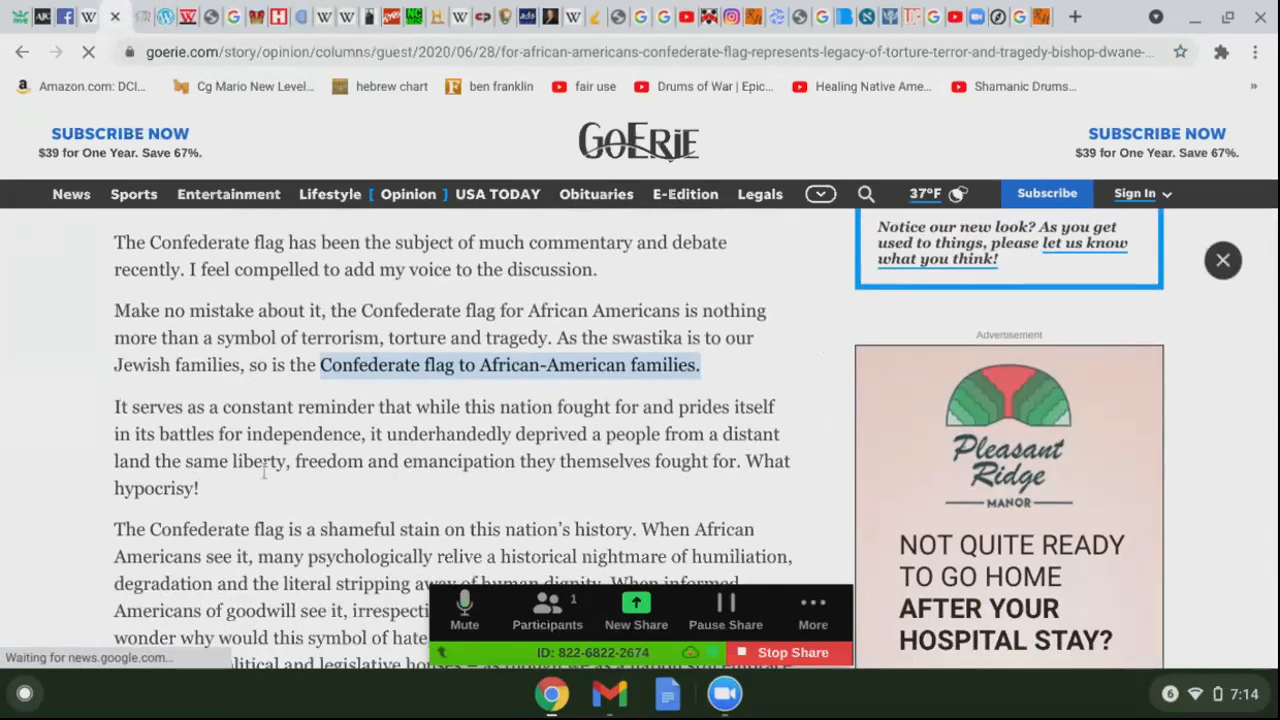 goerie.com/story/opinion/columns/guest/2020/06/28/for-african-americans-confederate-flag-represents-legacy-of-torture-terror-and-tragedy-bishop-dwane-...
Amazon.com: DCI...
Cg Mario New Level...
hebrew chart
ben franklin
fair use
Drums of War | Epic...
Healing Native Ame...
Shamanic Drums...
»
SUBSCRIBE NOW
$39 for One Year. Save 67%.
GOERIE
SUBSCRIBE NOW
$39 for One Year. Save 67%.
News
Sports
Entertainment
Lifestyle
[ Opinion ]
USA TODAY
Obituaries
E-Edition
Legals
37°F
Subscribe
Sign In
The Confederate flag has been the subject of much commentary and debate
recently. I feel compelled to add my voice to the discussion.
Make no mistake about it, the Confederate flag for African Americans is nothing
more than a symbol of terrorism, torture and tragedy. As the swastika is to our
Jewish families, so is the Confederate flag to African-American families.
It serves as a constant reminder that while this nation fought for and prides itself
in its battles for independence, it underhandedly deprived a people from a distant
land the same liberty, freedom and emancipation they themselves fought for. What
hypocrisy!
The Confederate flag is a shameful stain on this nation's history. When African
Americans see it, many psychologically relive a historical nightmare of humiliation,
degradation and the literal stripping away of human dignity. When informed
Americans of goodwill see it, irrespecti
wonder why would this symbol of hate
Notice our new look? As you get
used to things, please let us know
what you think!
Advertisement
Pleasant
Ridge
MANOR
NOT QUITE READY
TO GO HOME
AFTER YOUR
HOSPITAL STAY?
Mute
Participants
1
New Share
Pause Share
More
ID: 822-6822-2674
Stop Share
Waiting for news.google.com...
6
7:14